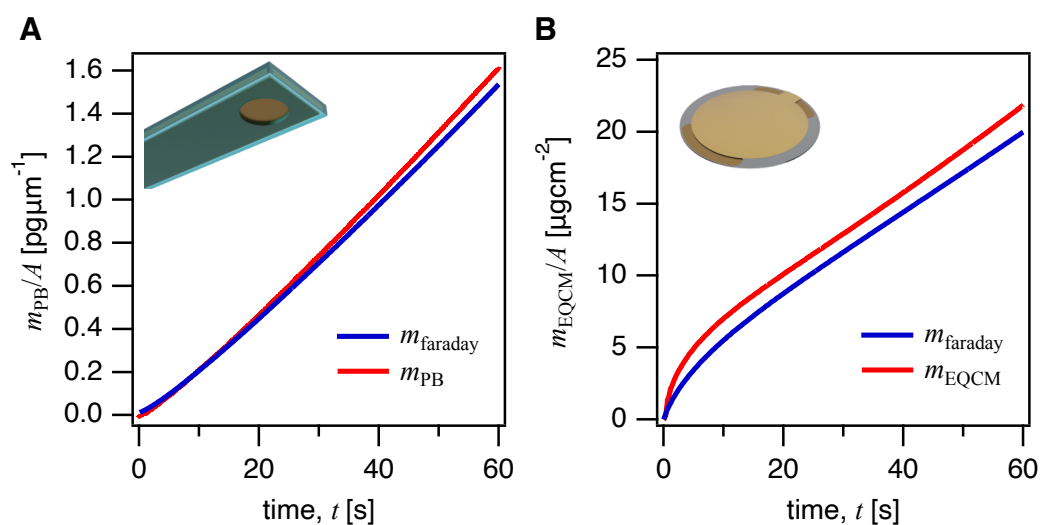 A
m_PB/A [pgμm⁻¹]
1.6
1.4
1.2
1.0
0.8
0.6
0.4
0.2
0.0
m_faraday
m_PB
0 20 40 60
time, t [s]
B
m_EQCM/A [μgcm⁻²]
25
20
15
10
5
0
m_faraday
m_EQCM
0 20 40 60
time, t [s]